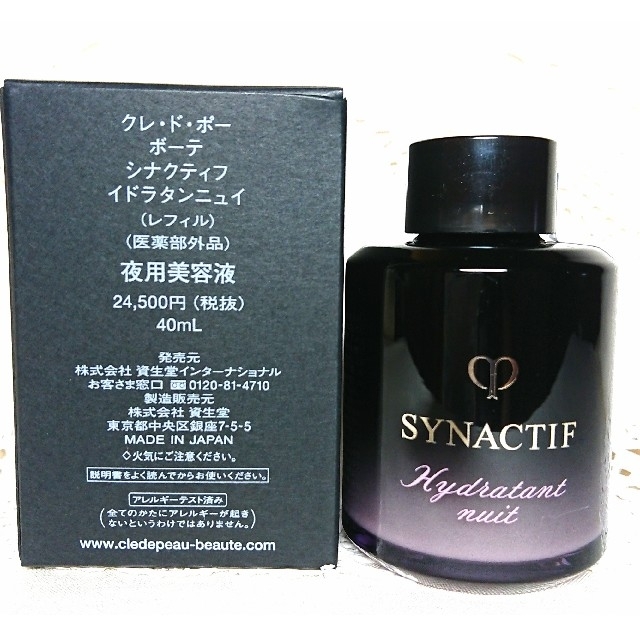 クレ・ド・ポー
ボーテ
シナクティフ
イドラタンニュイ
(レフィル)
(医薬部外品)
夜用美容液
24,500円 (税抜)
40mL
発売元
株式会社 資生堂インターナショナル
お客さま窓口 0120-81-4710
製造販売元
株式会社 資生堂
東京都中央区銀座7-5-5
MADE IN JAPAN
◇火気にご注意ください。
説明書をよく読んでからお使いください。
アレルギーテスト済み
(全てのかたにアレルギーが起き
ないというわけではありません。)
www.cledepeau-beaute.com
SYNACTIF
Hydratant
nuit